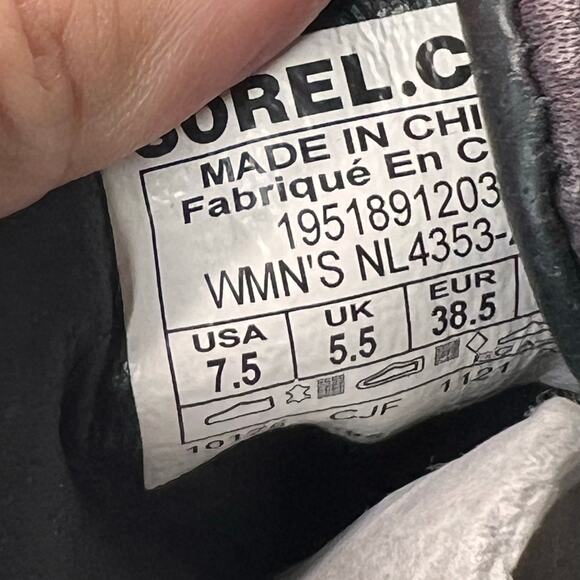 SOREL.C
MADE IN CHI
Fabriqué En C
1951891203
WMN'S NL4353-
USA UK EUR
7.5 5.5 38.5
CJF 1121